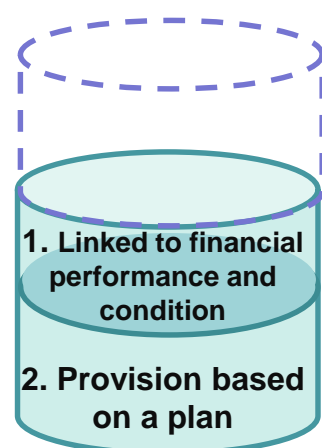 1. Linked to financial
performance and
condition
2. Provision based
on a plan